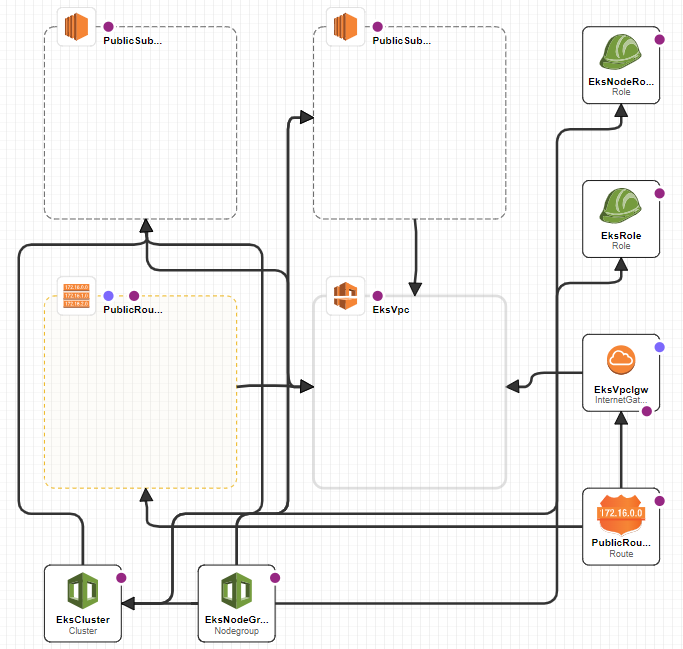 PublicSub...
PublicSub...
EksNodeRo...
Role
EksRole
Role
172.16.0.0
172.16.1.0
172.16.2.0
PublicRou...
EksVpc
EksVpcIgw
InternetGat...
172.16.0.0
PublicRou...
Route
EksCluster
Cluster
EksNodeGr...
Nodegroup